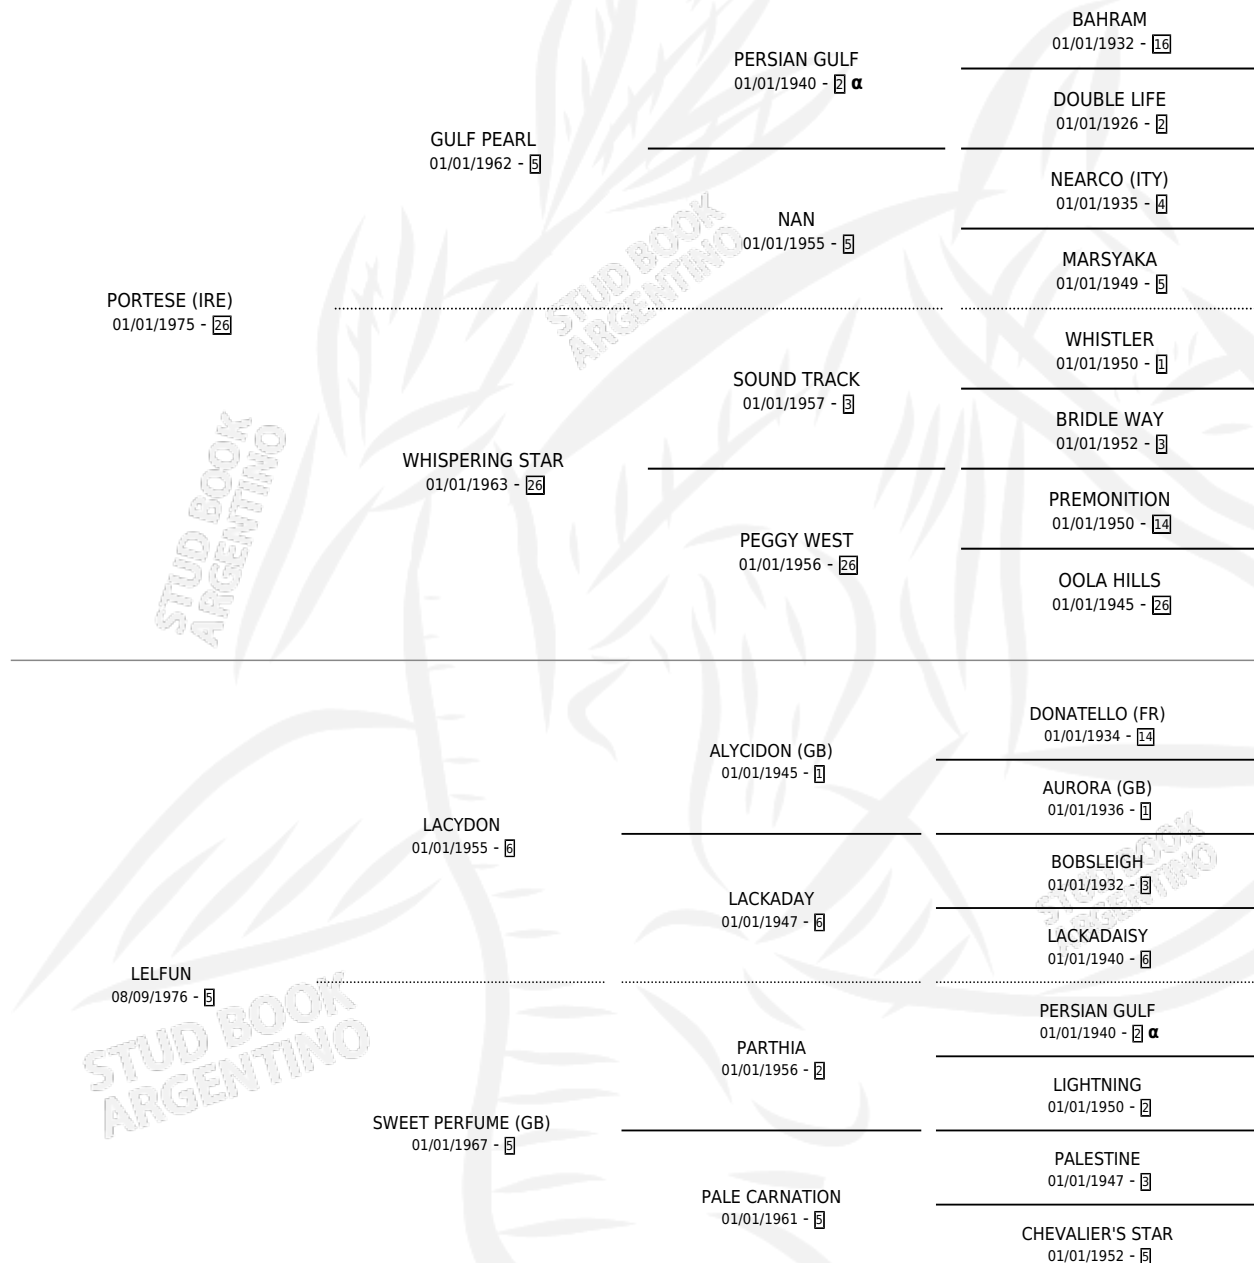 BAHRAM
01/01/1932 - 16
PERSIAN GULF
01/01/1940 - 2 α
DOUBLE LIFE
01/01/1926 - 2
GULF PEARL
01/01/1962 - 5
NEARCO (ITY)
01/01/1935 - 4
NAN
01/01/1955 - 5
MARSYAKA
01/01/1949 - 5
STUD BOOK
ARGENTINO
PORTESE (IRE)
01/01/1975 - 26
WHISTLER
01/01/1950 - 1
SOUND TRACK
01/01/1957 - 3
BRIDLE WAY
01/01/1952 - 3
WHISPERING STAR
01/01/1963 - 26
PREMONITION
01/01/1950 - 14
PEGGY WEST
01/01/1956 - 26
OOLA HILLS
01/01/1945 - 26
STUD BOOK
ARGENTINO
DONATELLO (FR)
01/01/1934 - 14
ALYCIDON (GB)
01/01/1945 - 1
AURORA (GB)
01/01/1936 - 1
LACYDON
01/01/1955 - 6
BOBSLEIGH
01/01/1932 - 3
LACKADAY
01/01/1947 - 6
LACKADAISY
01/01/1940 - 6
STUD BOOK
ARGENTINO
LELFUN
08/09/1976 - 5
PERSIAN GULF
01/01/1940 - 2 α
PARTHIA
01/01/1956 - 2
LIGHTNING
01/01/1950 - 2
STUD BOOK
ARGENTINO
SWEET PERFUME (GB)
01/01/1967 - 5
PALESTINE
01/01/1947 - 3
PALE CARNATION
01/01/1961 - 5
CHEVALIER'S STAR
01/01/1952 - 5